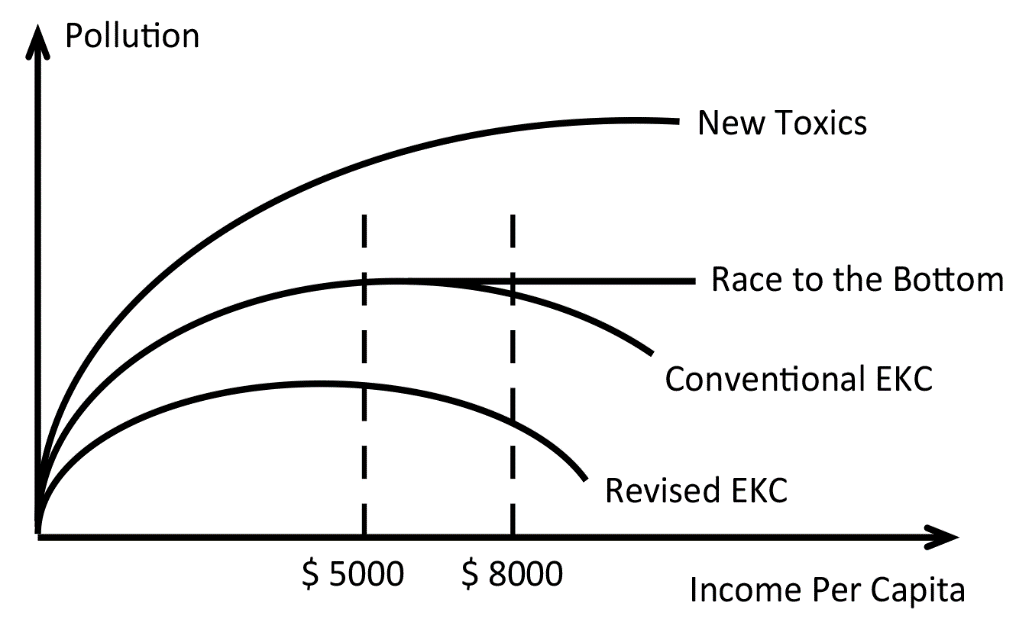 Pollution
New Toxics
Race to the Bottom
Conventional EKC
Revised EKC
$ 5000
$ 8000
Income Per Capita